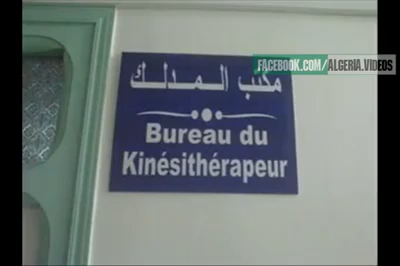 FACEBOOK.COM/ALGERIA.VIDEOS
مكتب المدلك
Bureau du
Kinésithérapeur